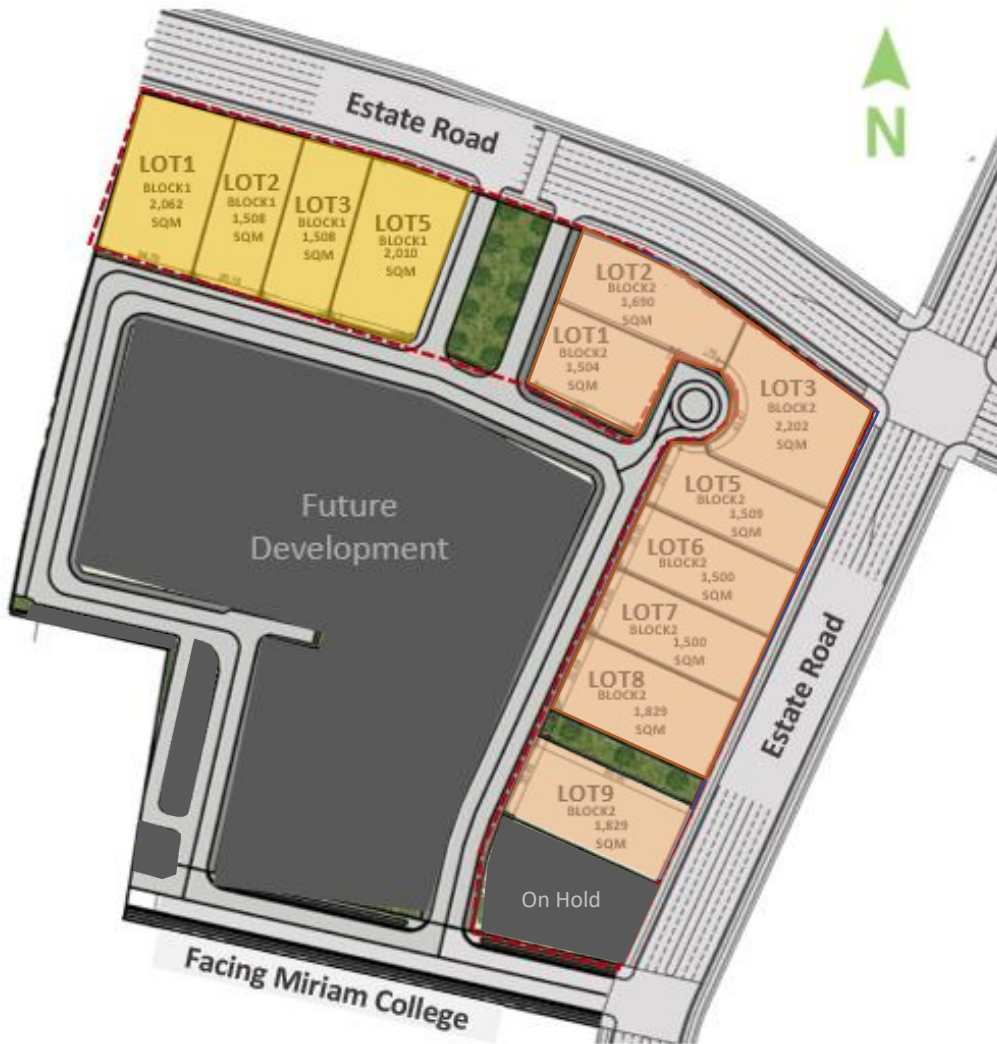 N
Estate Road
LOT1
BLOCK1
2,062
SQM
LOT2
BLOCK1
1,508
SQM
LOT3
BLOCK1
1,508
SQM
LOT5
BLOCK1
2,010
SQM
LOT2
BLOCK2
1,690
SQM
LOT1
BLOCK2
1,504
SQM
LOT3
BLOCK2
2,202
SQM
LOT5
BLOCK2
1,509
SQM
LOT6
BLOCK2
1,500
SQM
LOT7
BLOCK2
1,500
SQM
LOT8
BLOCK2
1,829
SQM
LOT9
BLOCK2
1,829
SQM
Future
Development
Estate Road
On Hold
Facing Miriam College